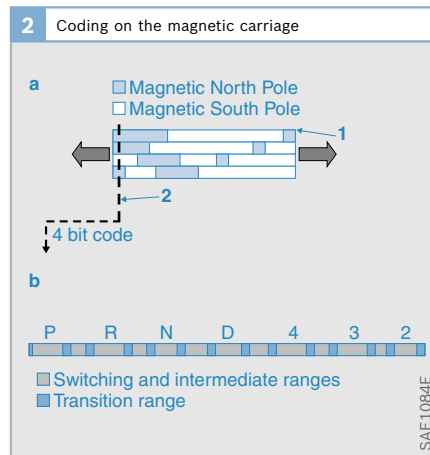 2 Coding on the magnetic carriage
a
Magnetic North Pole
Magnetic South Pole
1
2
4 bit code
b
P R N D 4 3 2
Switching and intermediate ranges
Transition range
SAE1084E